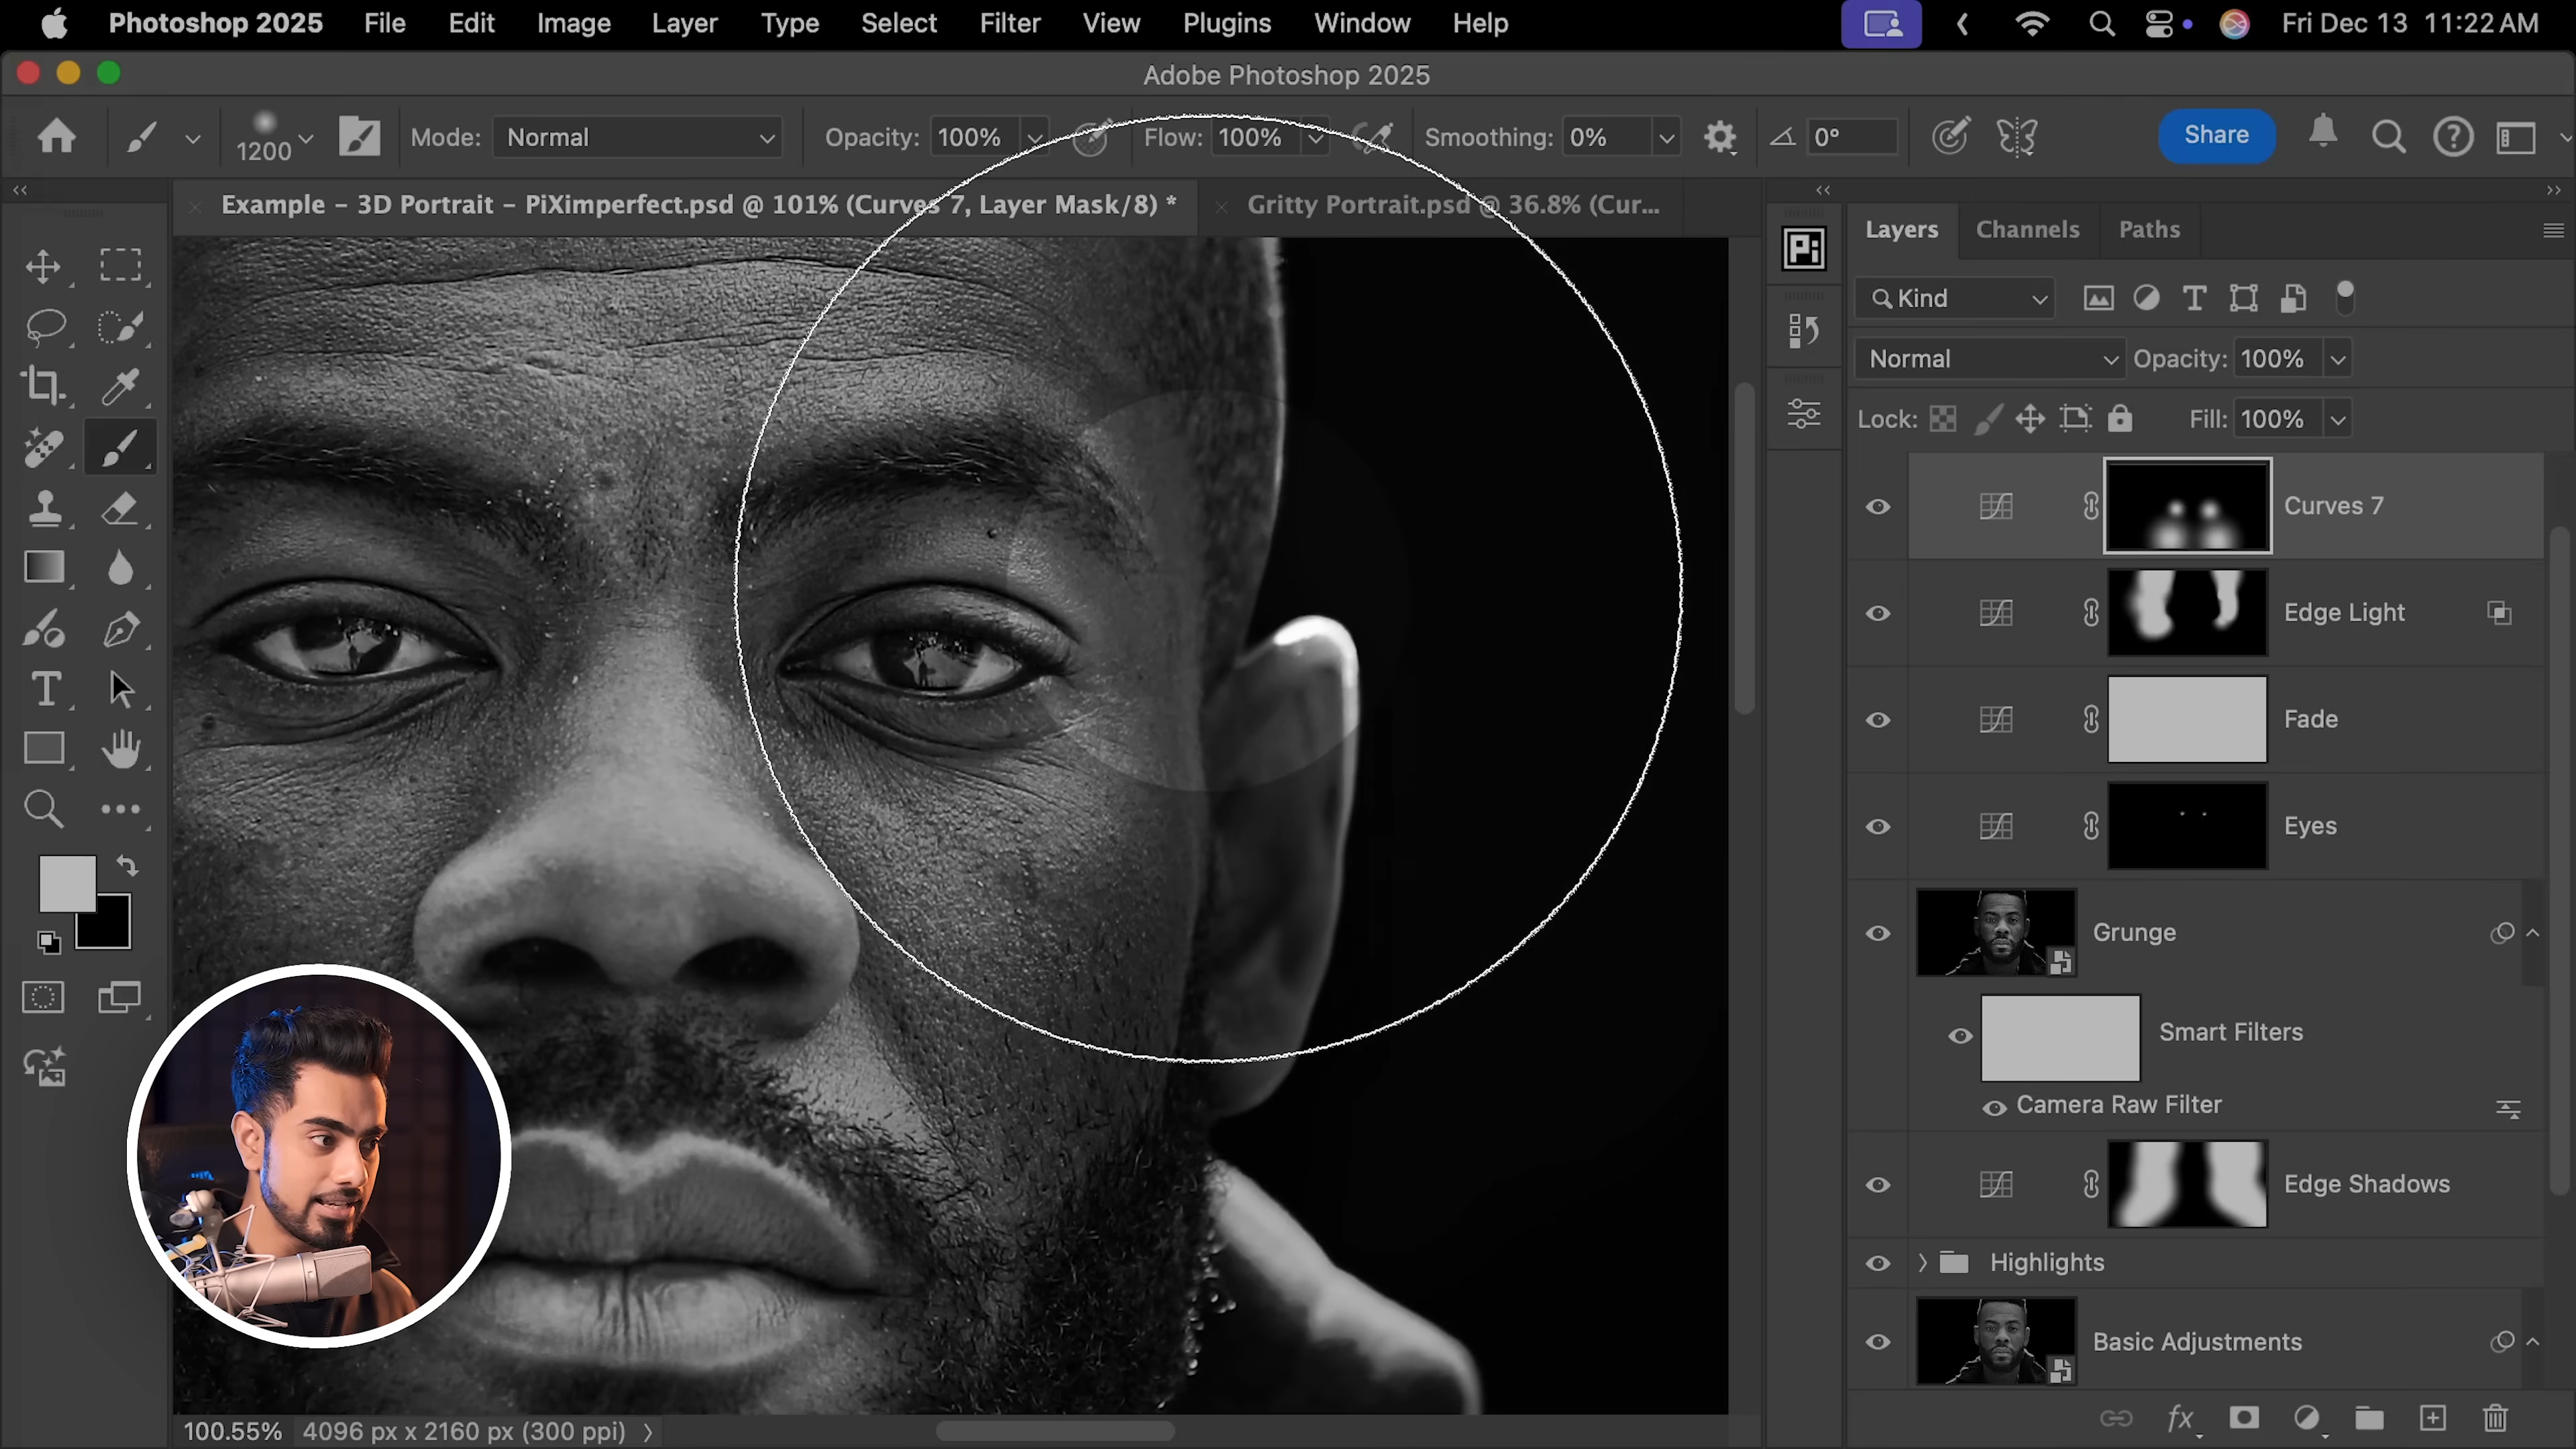 Photoshop 2025 File Edit Image Layer Type Select Filter View Plugins Window Help Fri Dec 13 11:22 AM
Adobe Photoshop 2025
1200 Mode: Normal Opacity: 100% Flow: 100% Smoothing: 0% 0° Share
Example - 3D Portrait - PiXimperfect.psd @ 101% (Curves 7, Layer Mask/8) * Gritty Portrait.psd @ 36.8% (Cur...
Pi
Layers Channels Paths
Kind
Normal Opacity: 100%
Lock: Fill: 100%
Curves 7
Edge Light
Fade
Eyes
Grunge
Smart Filters
Camera Raw Filter
Edge Shadows
Highlights
Basic Adjustments
fx
100.55% 4096 px x 2160 px (300 ppi)